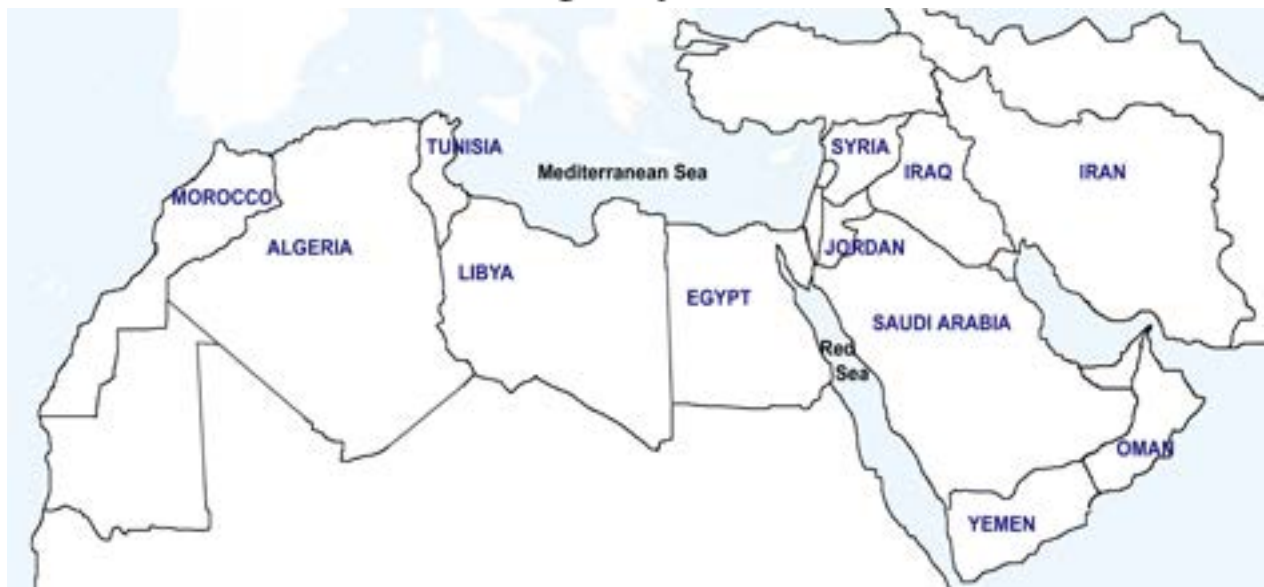 TUNISIA
SYRIA
Mediterranean Sea
IRAQ
IRAN
MOROCCO
ALGERIA
JORDAN
LIBYA
EGYPT
SAUDI ARABIA
Red
Sea
OMAN
YEMEN